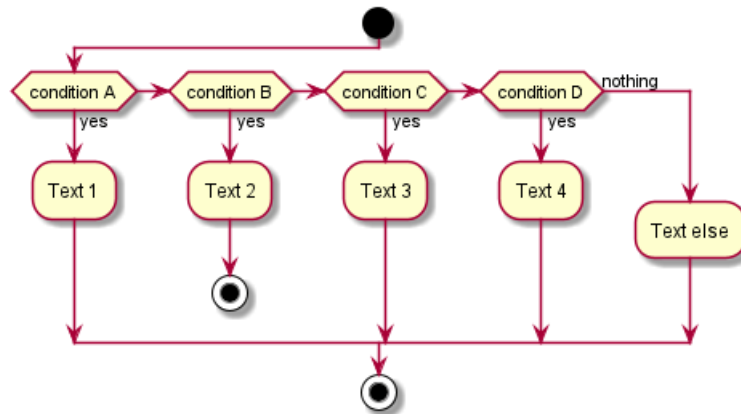 nothing
condition A
condition B
condition C
condition D
yes
yes
yes
yes
Text 1
Text 2
Text 3
Text 4
Text else